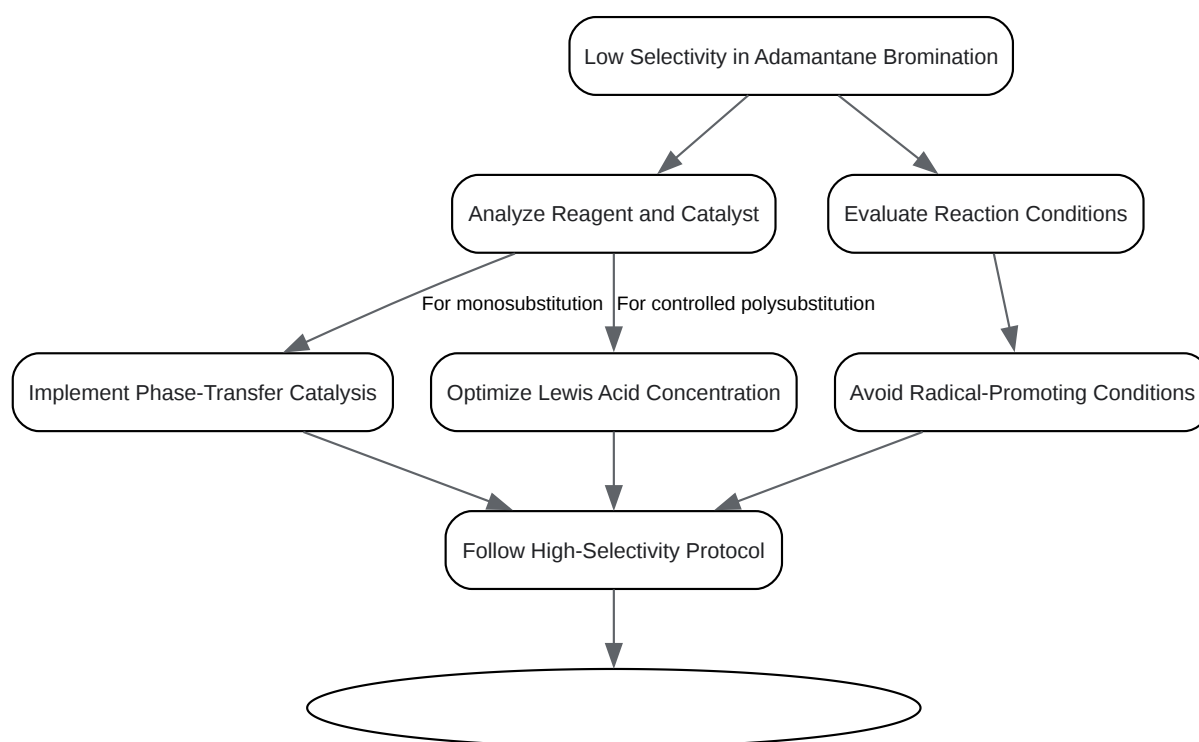 Low Selectivity in Adamantane Bromination
Analyze Reagent and Catalyst
Evaluate Reaction Conditions
For monosubstitution
For controlled polysubstitution
Implement Phase-Transfer Catalysis
Optimize Lewis Acid Concentration
Avoid Radical-Promoting Conditions
Follow High-Selectivity Protocol